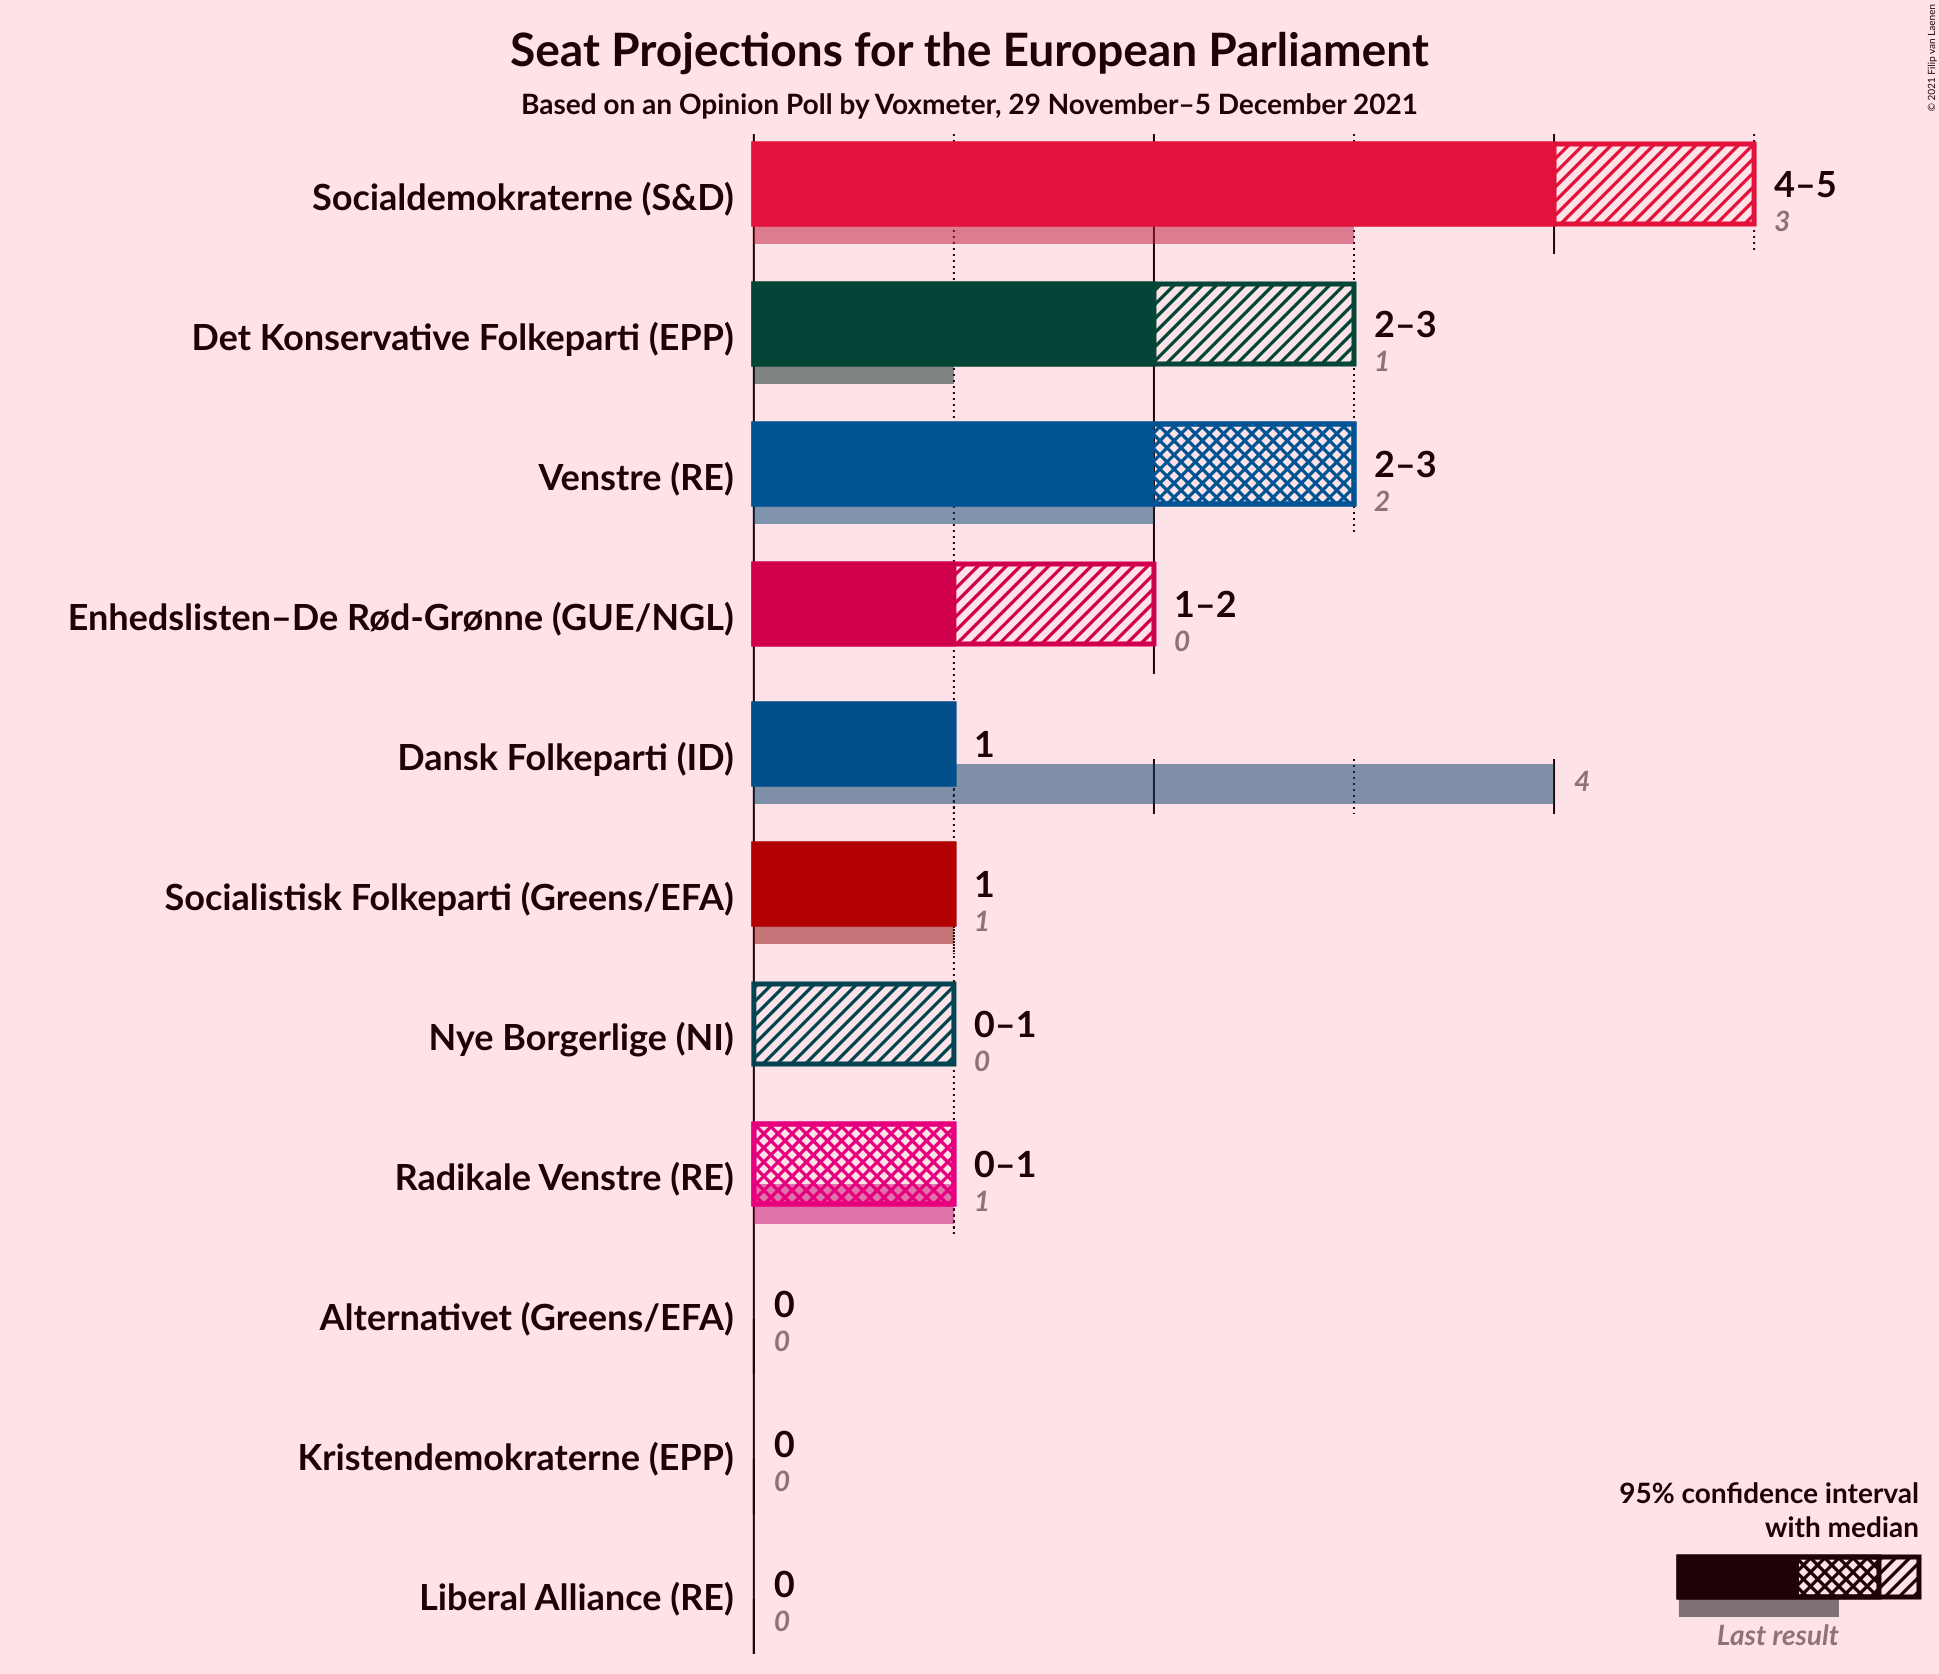 Seat Projections for the European Parliament
Based on an Opinion Poll by Voxmeter, 29 November–5 December 2021
© 2021 Filip van Laenen
Socialdemokraterne (S&D)
4–5
3
Det Konservative Folkeparti (EPP)
2–3
1
Venstre (RE)
2–3
2
Enhedslisten–De Rød-Grønne (GUE/NGL)
1–2
0
Dansk Folkeparti (ID)
1
4
Socialistisk Folkeparti (Greens/EFA)
1
1
Nye Borgerlige (NI)
0–1
0
Radikale Venstre (RE)
0–1
1
Alternativet (Greens/EFA)
0
0
Kristendemokraterne (EPP)
0
0
Liberal Alliance (RE)
0
0
95% confidence interval
with median
Last result